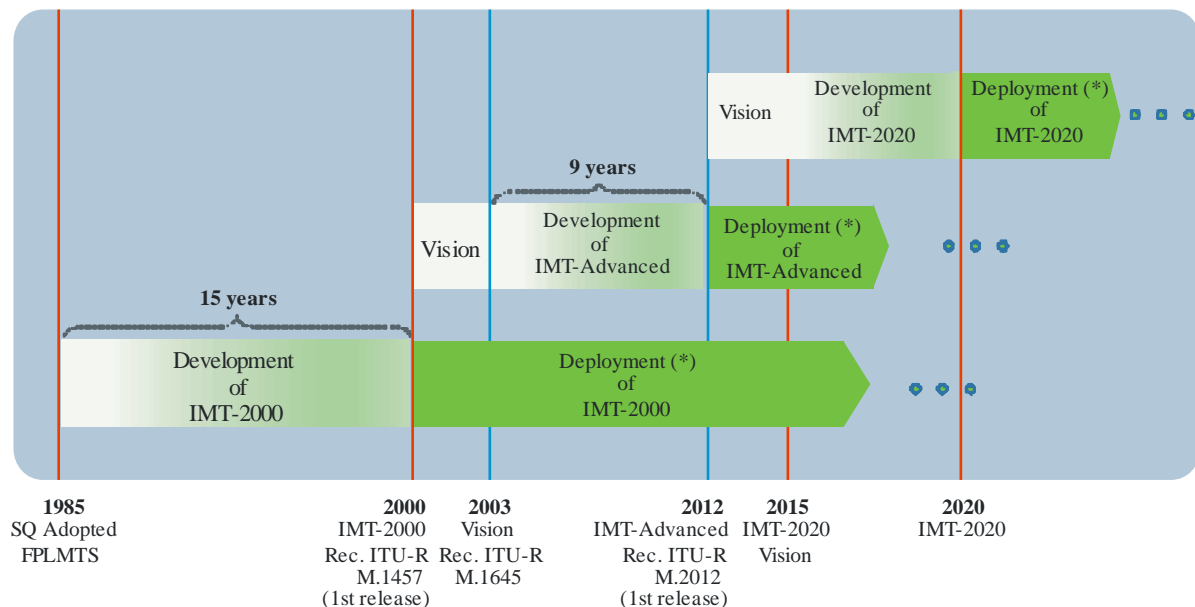 Vision
Development
of
IMT-2020
Deployment (*)
of
IMT-2020
9 years
Vision
Development
of
IMT-Advanced
Deployment (*)
of
IMT-Advanced
15 years
Development
of
IMT-2000
Deployment (*)
of
IMT-2000
1985
SQ Adopted
FPLMTS
2000
IMT-2000
Rec. ITU-R
M.1457
(1st release)
2003
Vision
Rec. ITU-R
M.1645
2012
IMT-Advanced
Rec. ITU-R
M.2012
(1st release)
2015
IMT-2020
Vision
2020
IMT-2020